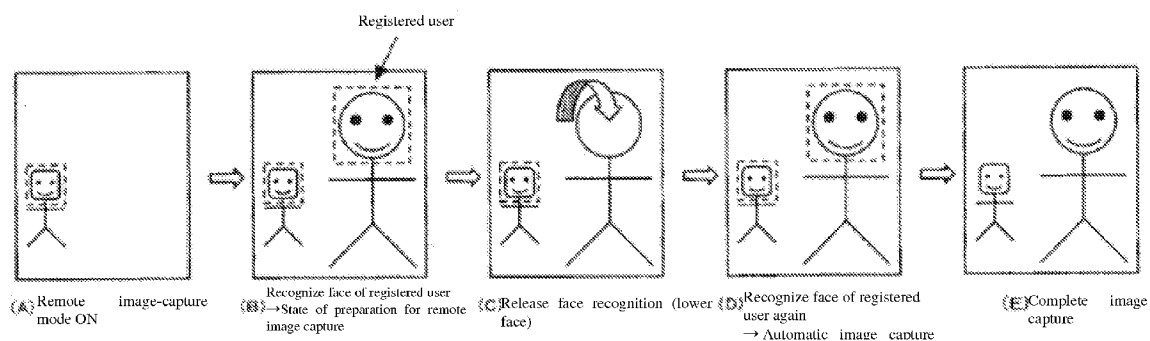 Registered user
(A) Remote image-capture
mode ON
(B) Recognize face of registered user
→State of preparation for remote
image capture
(C) Release face recognition (lower
face)
(D) Recognize face of registered
user again
→ Automatic image capture
(E) Complete image
capture